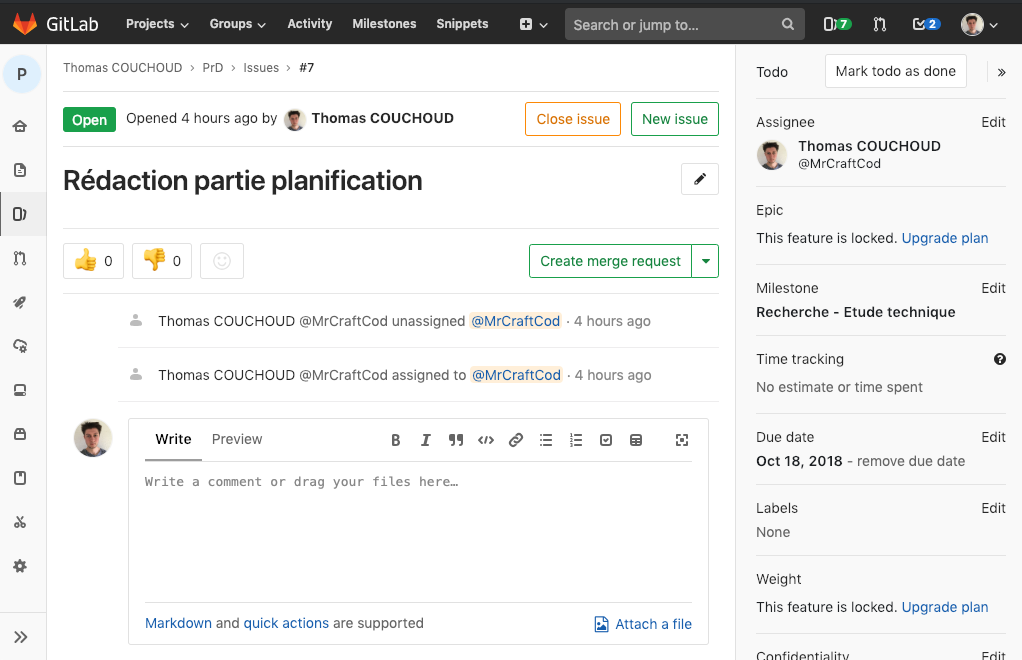 GitLab Projects Groups Activity Milestones Snippets Search or jump to... 7 2
P
Thomas COUCHOUD > PrD > Issues > #7
Open Opened 4 hours ago by Thomas COUCHOUD Close issue New issue
Rédaction partie planification
0 0 Create merge request
Thomas COUCHOUD @MrCraftCod unassigned @MrCraftCod · 4 hours ago
Thomas COUCHOUD @MrCraftCod assigned to @MrCraftCod · 4 hours ago
Write Preview
Write a comment or drag your files here…
Markdown and quick actions are supported Attach a file
Todo Mark todo as done »
Assignee Edit
Thomas COUCHOUD
@MrCraftCod
Epic
This feature is locked. Upgrade plan
Milestone Edit
Recherche - Etude technique
Time tracking
No estimate or time spent
Due date Edit
Oct 18, 2018 - remove due date
Labels Edit
None
Weight
This feature is locked. Upgrade plan
Confidentiality Edit